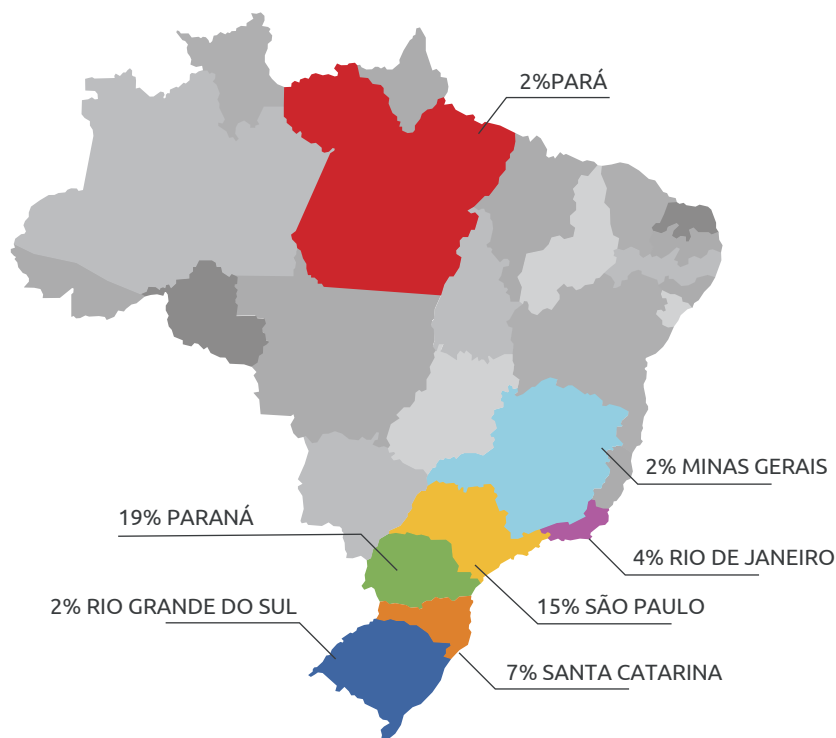 2%PARÁ
2% MINAS GERAIS
19% PARANÁ
4% RIO DE JANEIRO
2% RIO GRANDE DO SUL
15% SÃO PAULO
7% SANTA CATARINA